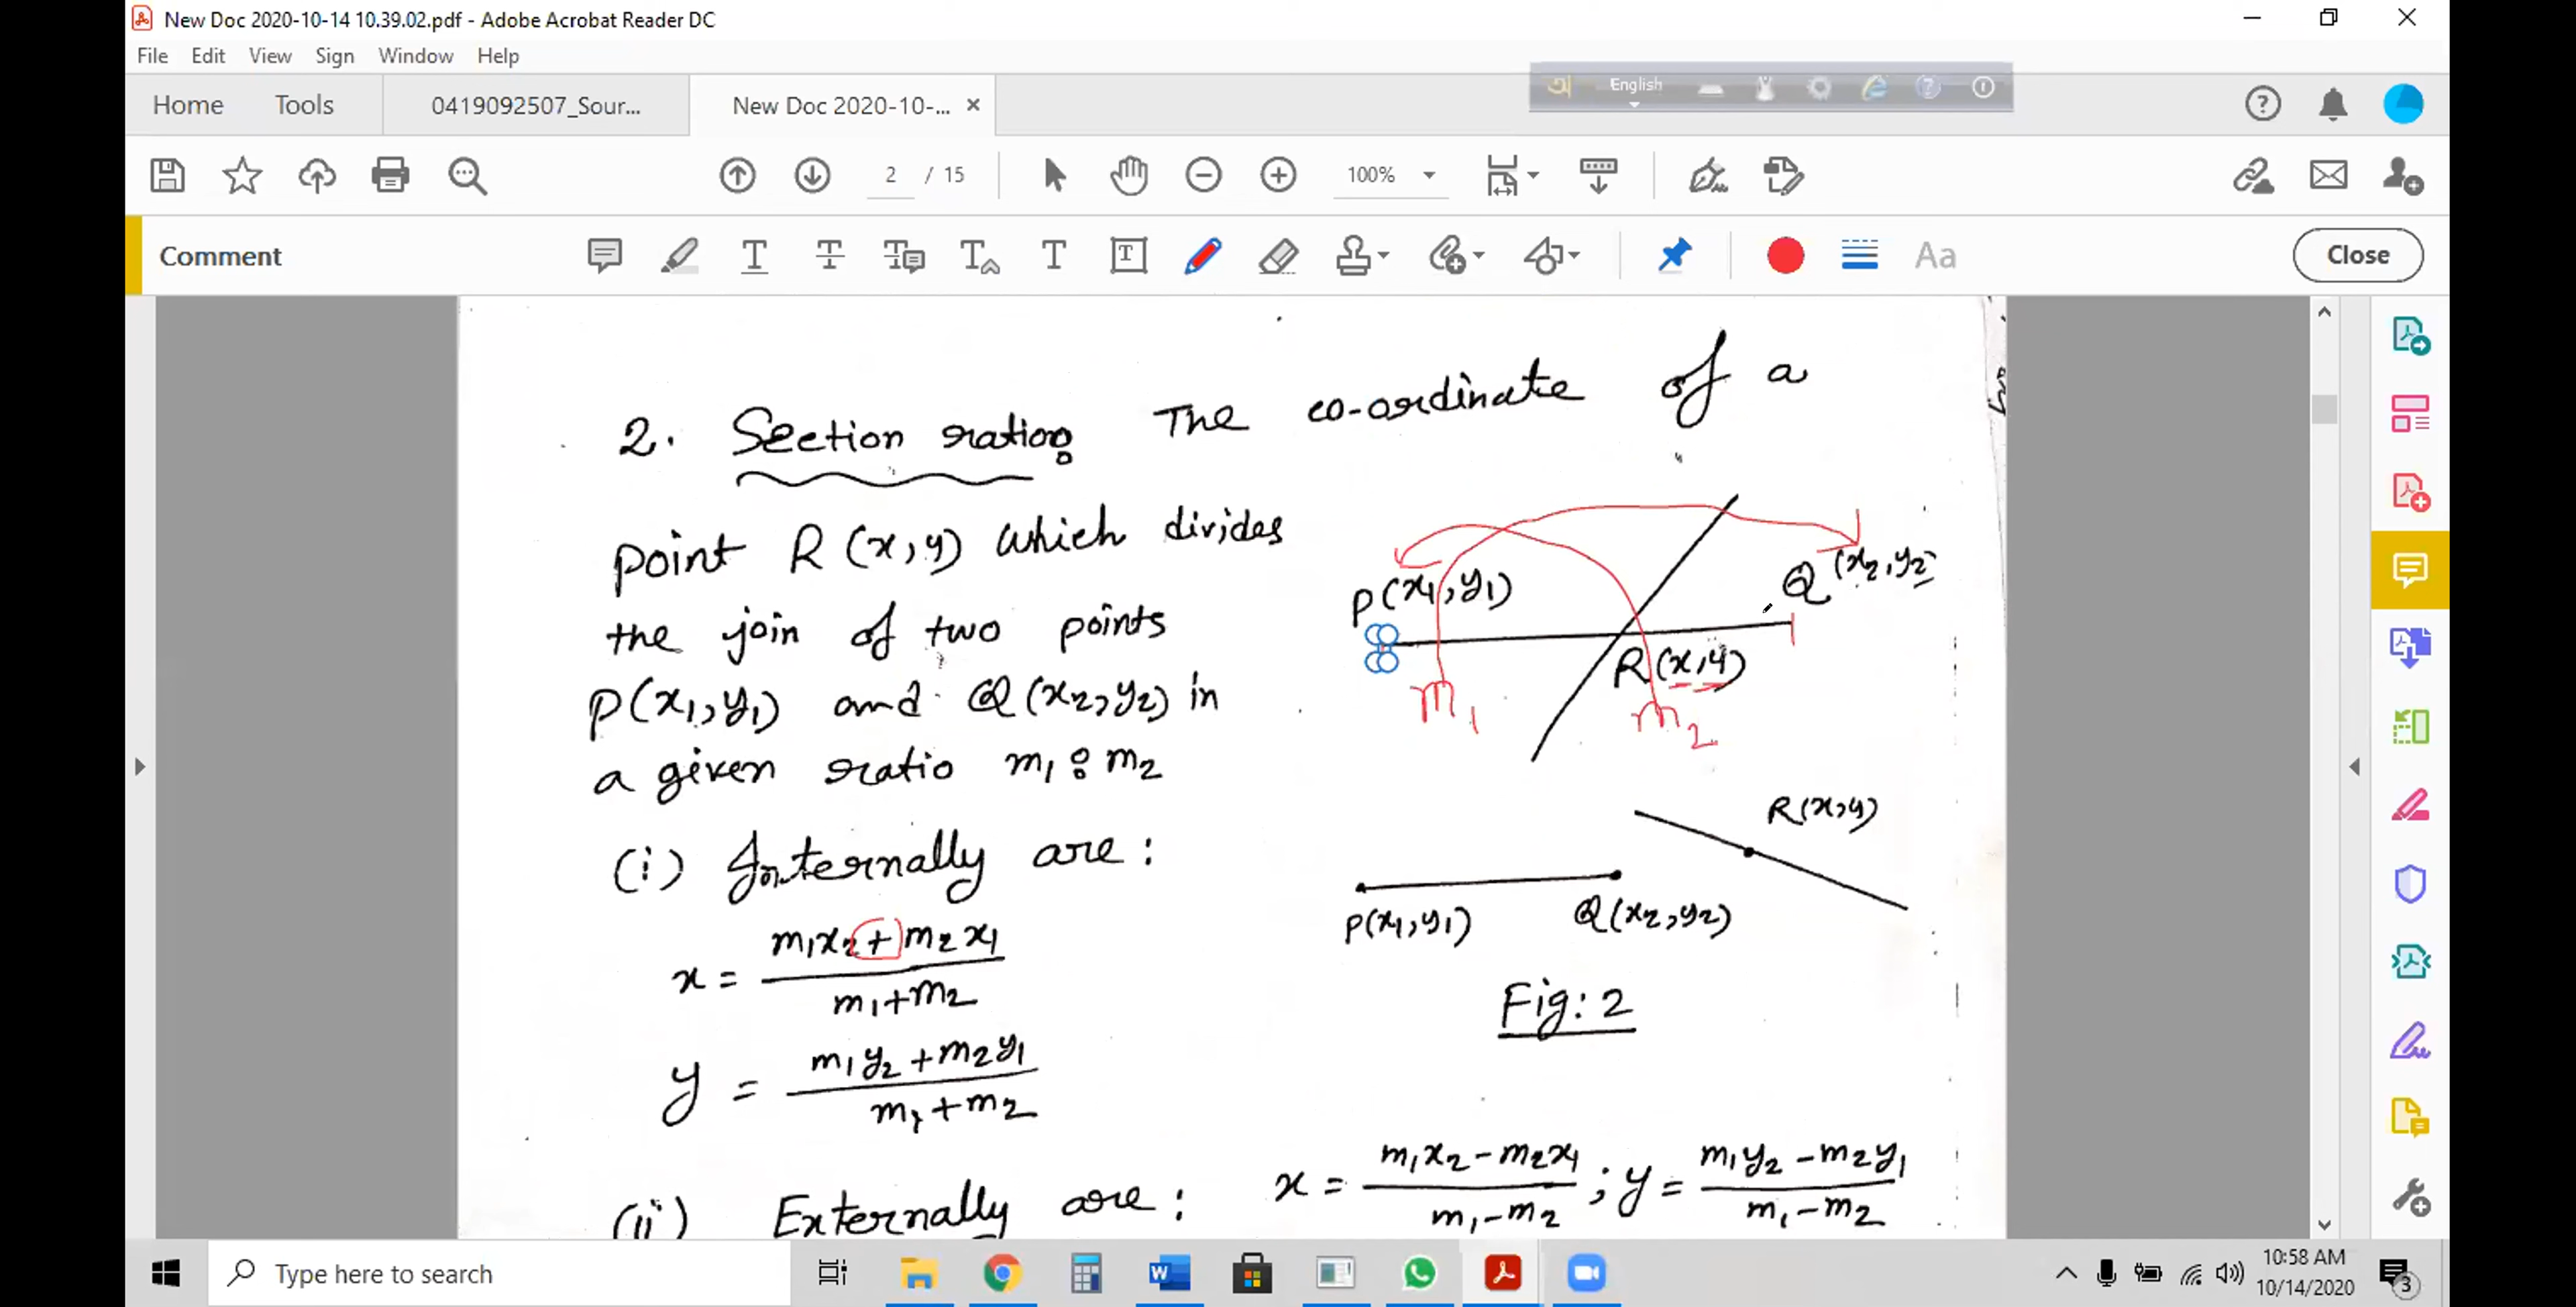 New Doc 2020-10-14 10.39.02.pdf - Adobe Acrobat Reader DC
File Edit View Sign Window Help
Home Tools 0419092507_Sour... New Doc 2020-10-... ×
English
2 / 15 100%
Comment Close
2. Section ratio: The co-ordinate of a
point R(x,y) which divides
the join of two points
P(x₁,y₁) and Q(x₂,y₂) in
a given ratio m₁ : m₂
P(x₁,y₁) Q(x₂,y₂)
R(x,y)
m₁ m₂
R(x,y)
P(x₁,y₁) Q(x₂,y₂)
Fig: 2
(i) Internally are:
x = (m₁x₂ + m₂x₁) / (m₁+m₂)
y = (m₁y₂ + m₂y₁) / (m₁+m₂)
(ii) Externally are: x = (m₁x₂ - m₂x₁) / (m₁-m₂) ; y = (m₁y₂ - m₂y₁) / (m₁-m₂)
Type here to search
10:58 AM
10/14/2020
3